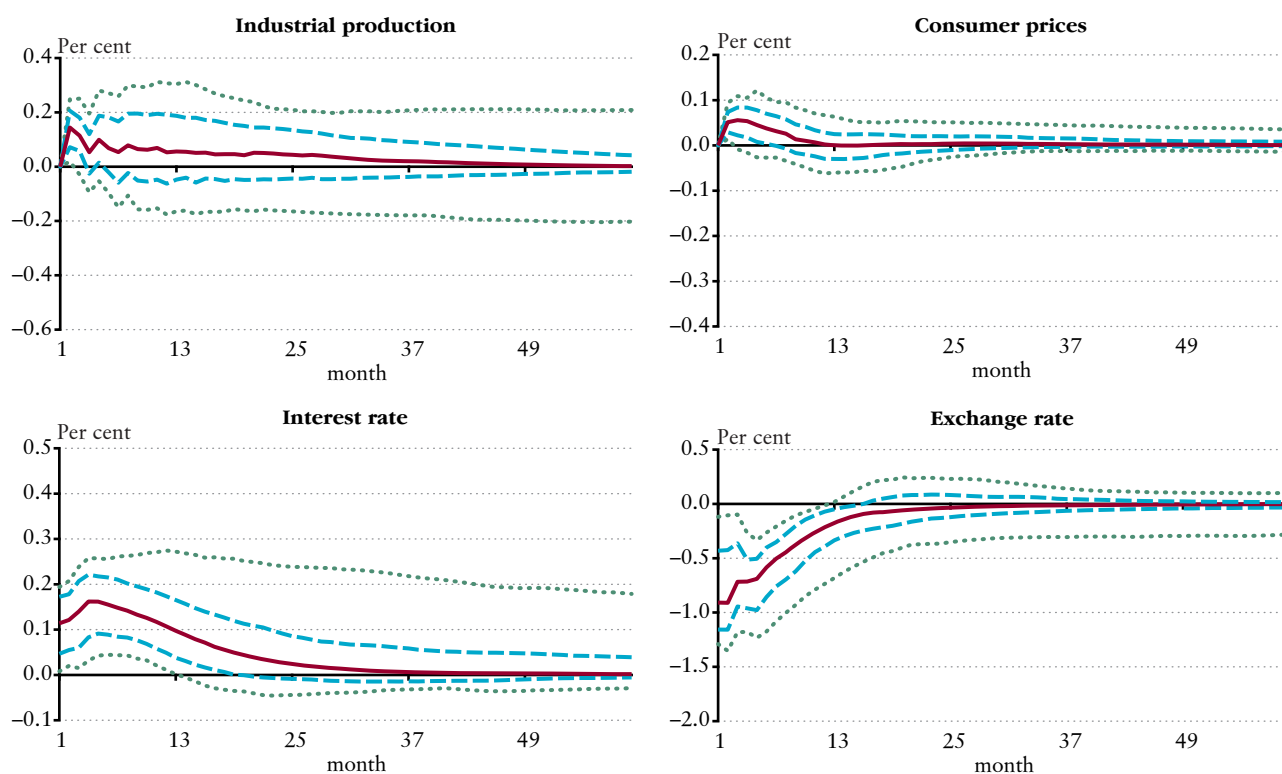 Industrial production
Per cent
0.4
0.2
0.0
−0.2
−0.4
−0.6
1 13 25 37 49
month
Consumer prices
Per cent
0.2
0.1
0.0
−0.1
−0.2
−0.3
−0.4
1 13 25 37 49
month
Interest rate
Per cent
0.5
0.4
0.3
0.2
0.1
0.0
−0.1
1 13 25 37 49
month
Exchange rate
Per cent
0.5
0.0
−0.5
−1.0
−1.5
−2.0
1 13 25 37 49
month